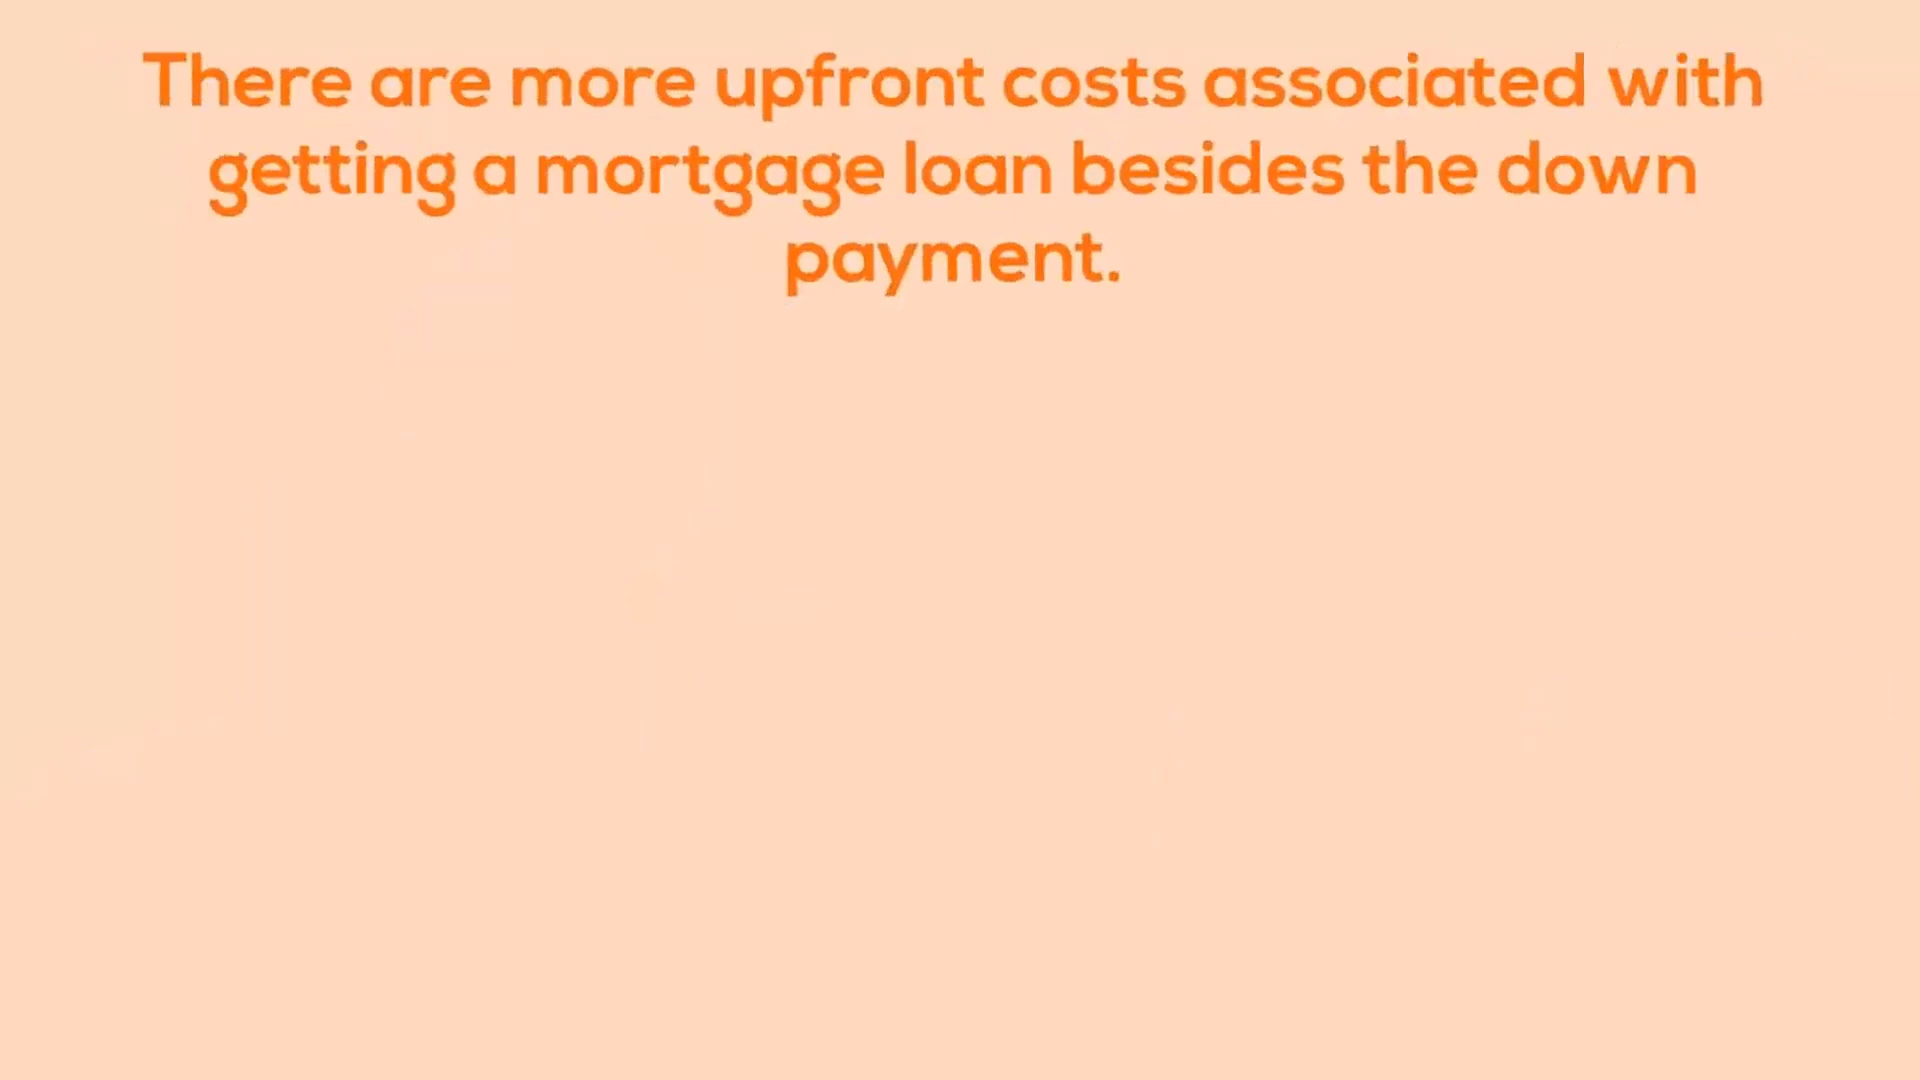 There are more upfront costs associated with
getting a mortgage loan besides the down
payment.